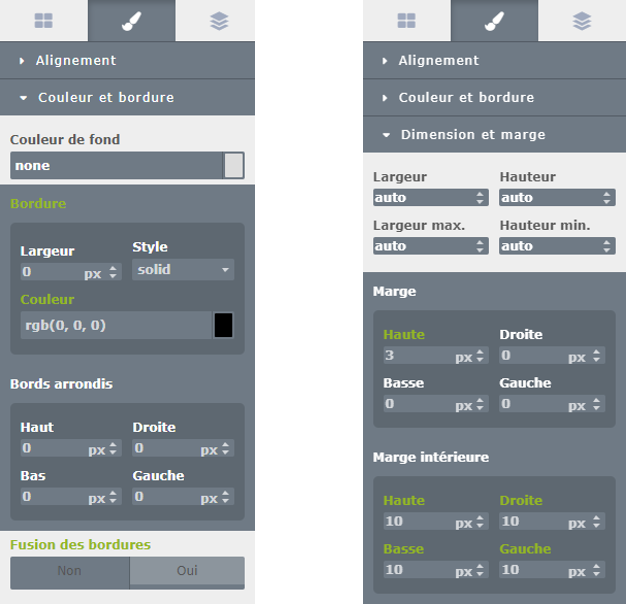 Alignement
Couleur et bordure
Couleur de fond
none
Bordure
Largeur Style
0 px solid
Couleur
rgb(0, 0, 0)
Bords arrondis
Haut Droite
0 px 0 px
Bas Gauche
0 px 0 px
Fusion des bordures
Non Oui
Alignement
Couleur et bordure
Dimension et marge
Largeur Hauteur
auto auto
Largeur max. Hauteur min.
auto auto
Marge
Haute Droite
3 px 0 px
Basse Gauche
0 px 0 px
Marge intérieure
Haute Droite
10 px 10 px
Basse Gauche
10 px 10 px